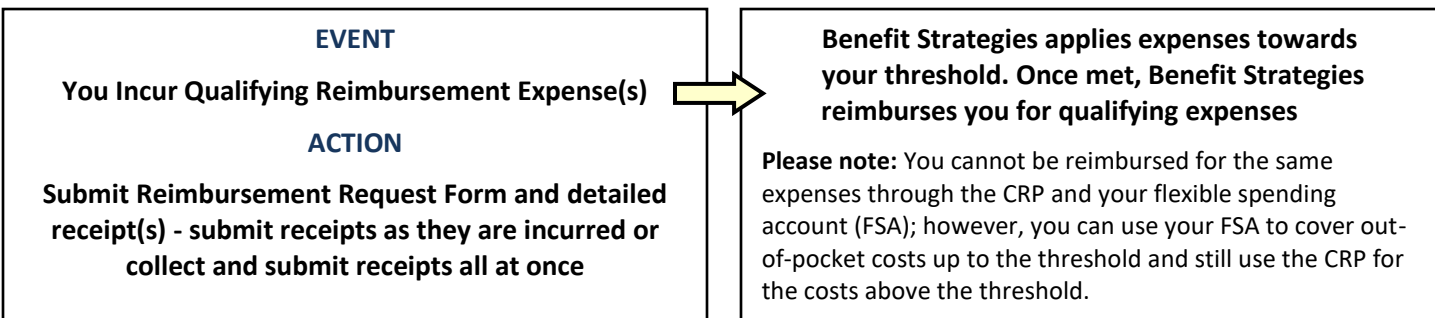 EVENT
You Incur Qualifying Reimbursement Expense(s)
ACTION
Submit Reimbursement Request Form and detailed
receipt(s) - submit receipts as they are incurred or
collect and submit receipts all at once
Benefit Strategies applies expenses towards
your threshold. Once met, Benefit Strategies
reimburses you for qualifying expenses
Please note: You cannot be reimbursed for the same
expenses through the CRP and your flexible spending
account (FSA); however, you can use your FSA to cover out-
of-pocket costs up to the threshold and still use the CRP for
the costs above the threshold.